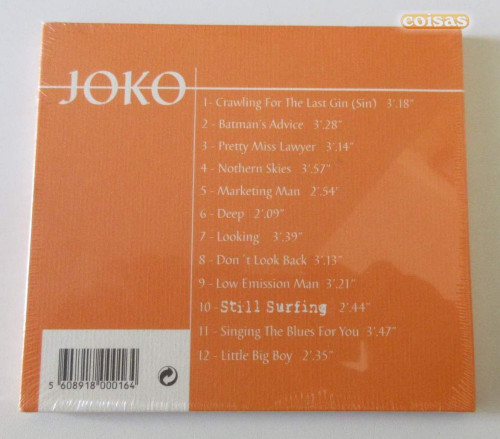 coisas
JOKO
1 - Crawling For The Last Gin (Sin') 3'.18"
2 - Batman's Advice 3'.28"
3 - Pretty Miss Lawyer 3'.14"
4 - Nothern Skies 3'.57"
5 - Marketing Man 2'.54"
6 - Deep 2'.09"
7 - Looking 3'.39"
8 - Don´t Look Back 3'.13"
9 - Low Emission Man 3'.21"
10 - Still Surfing 2'.44"
11 - Singing The Blues For You 3'.47"
12 - Little Big Boy 2'.35"
5 608918 000164